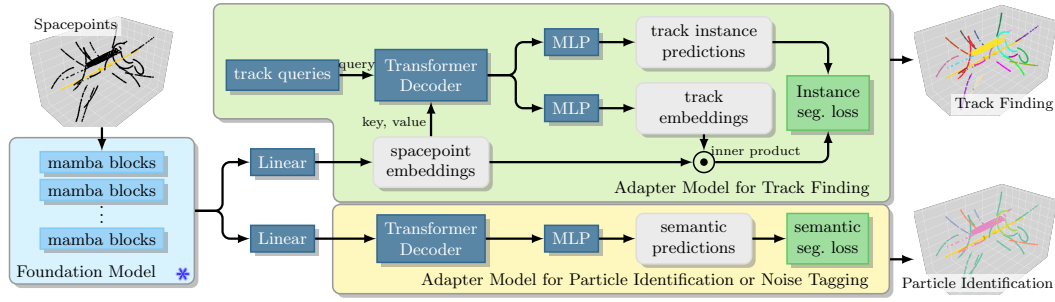 Spacepoints
mamba blocks
mamba blocks
mamba blocks
Foundation Model
Linear
Linear
track queries
query
Transformer
Decoder
key, value
spacepoint
embeddings
MLP
MLP
track instance
predictions
track
embeddings
inner product
Instance
seg. loss
Adapter Model for Track Finding
Transformer
Decoder
MLP
semantic
predictions
semantic
seg. loss
Adapter Model for Particle Identification or Noise Tagging
Track Finding
Particle Identification